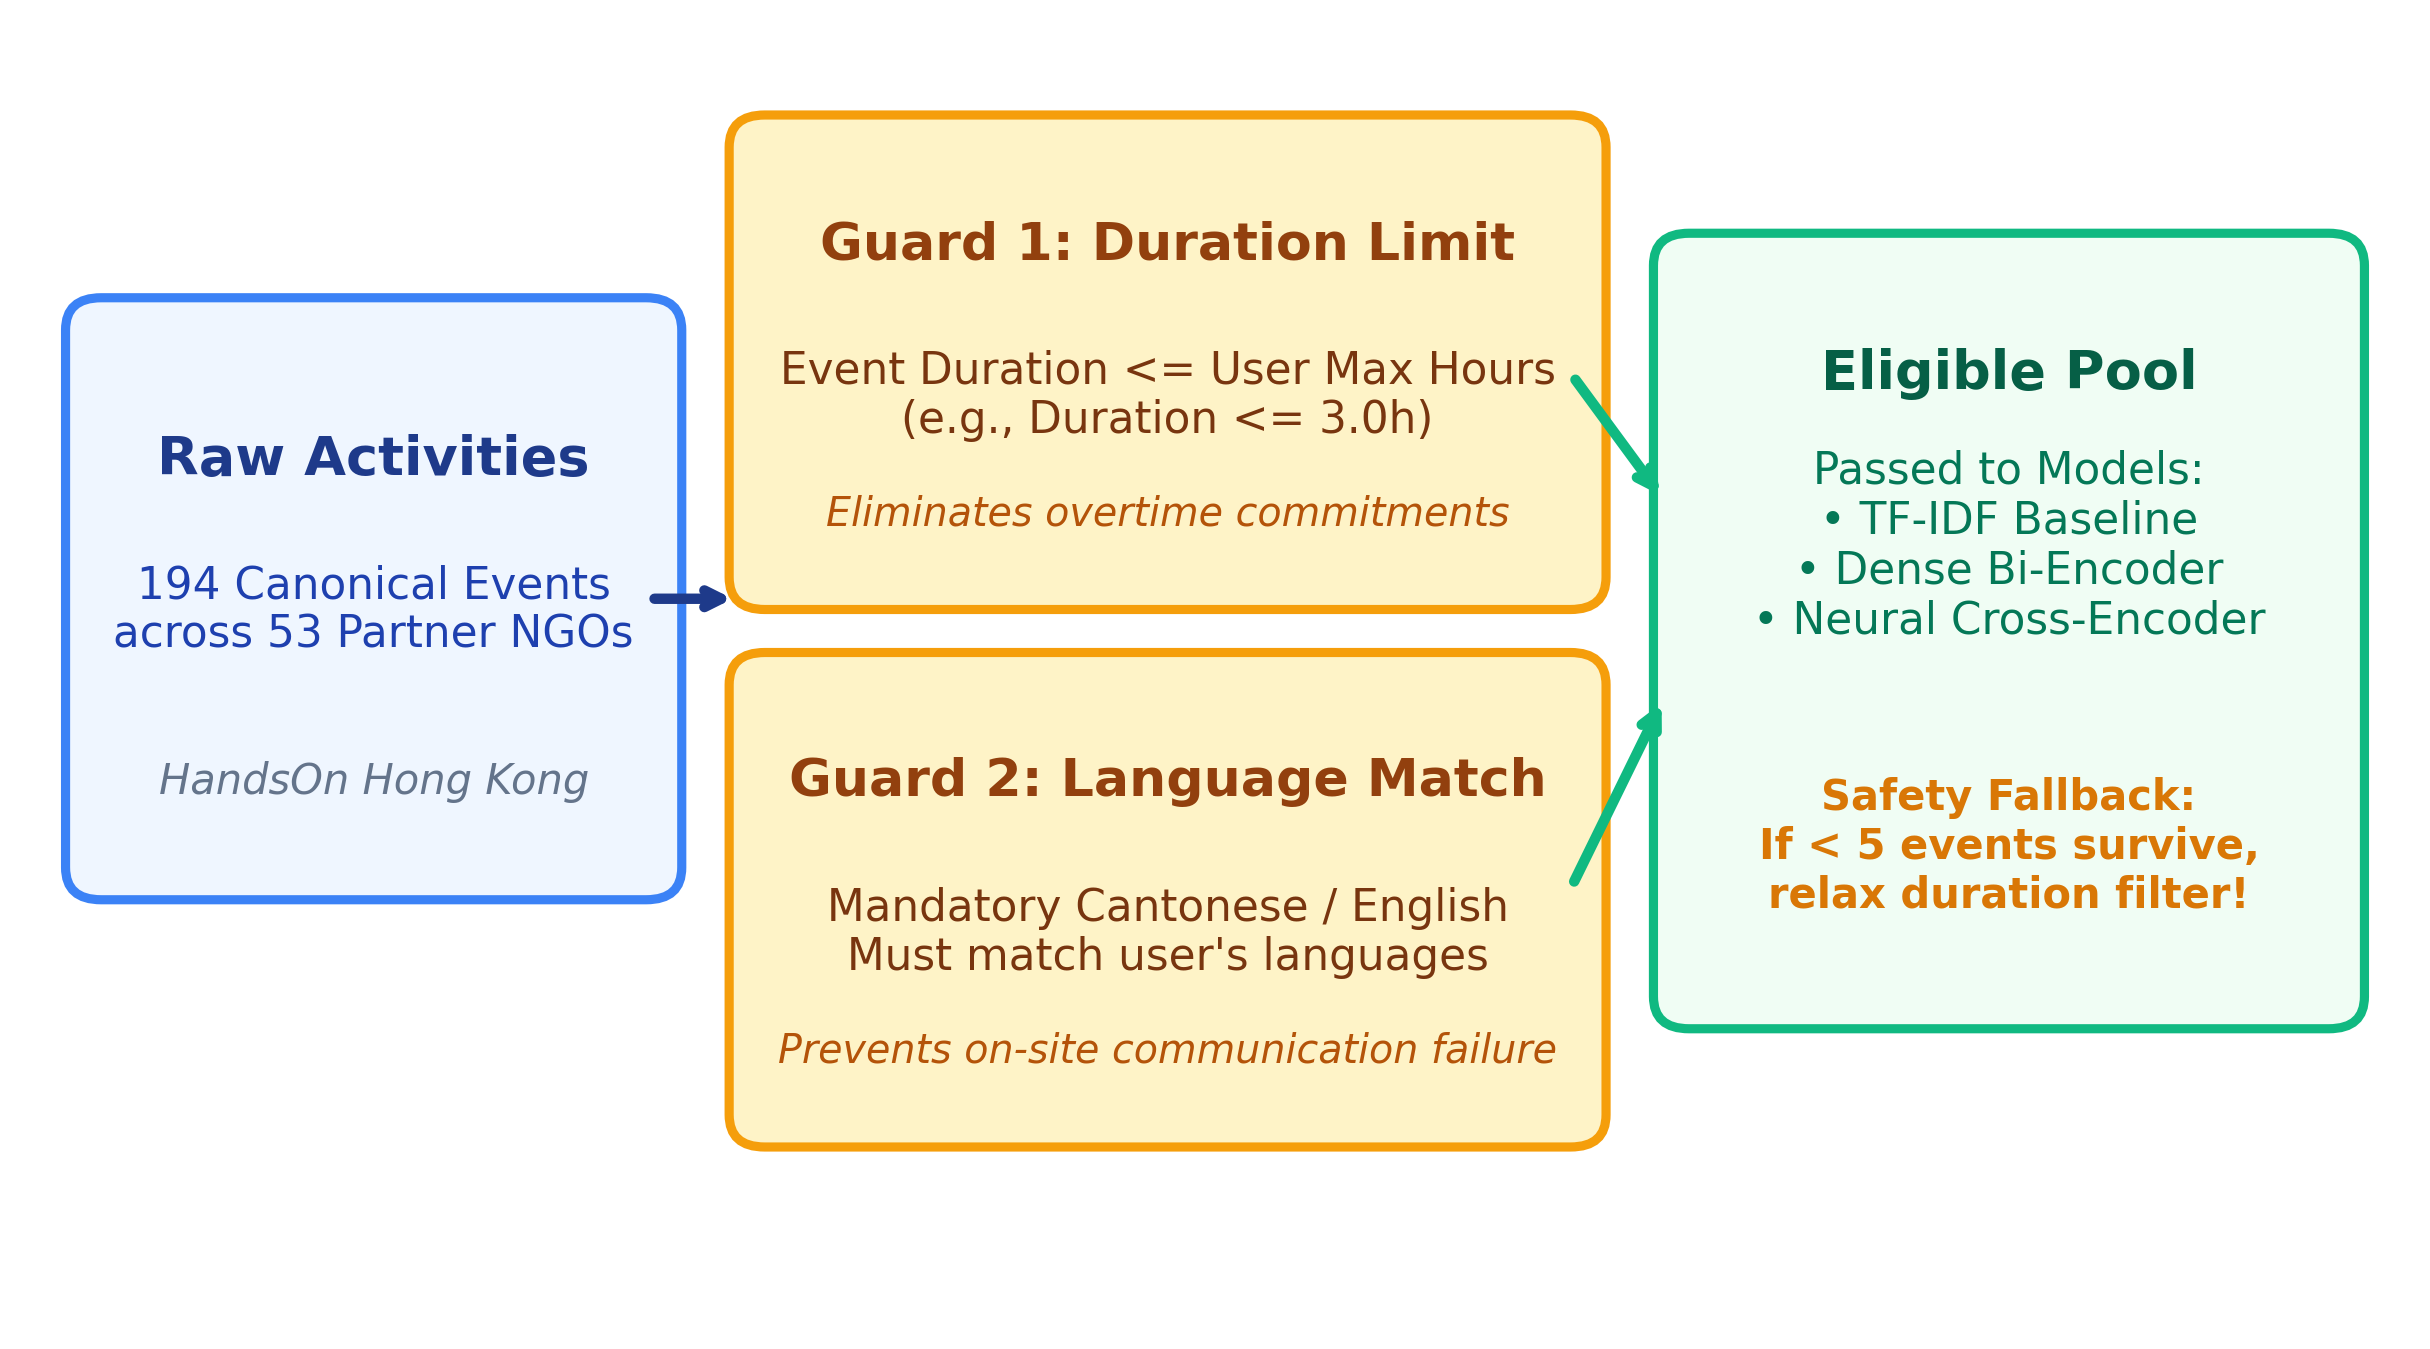 Raw Activities
194 Canonical Events
across 53 Partner NGOs
HandsOn Hong Kong
Guard 1: Duration Limit
Event Duration <= User Max Hours
(e.g., Duration <= 3.0h)
Eliminates overtime commitments
Guard 2: Language Match
Mandatory Cantonese / English
Must match user's languages
Prevents on-site communication failure
Eligible Pool
Passed to Models:
• TF-IDF Baseline
• Dense Bi-Encoder
• Neural Cross-Encoder
Safety Fallback:
If < 5 events survive,
relax duration filter!